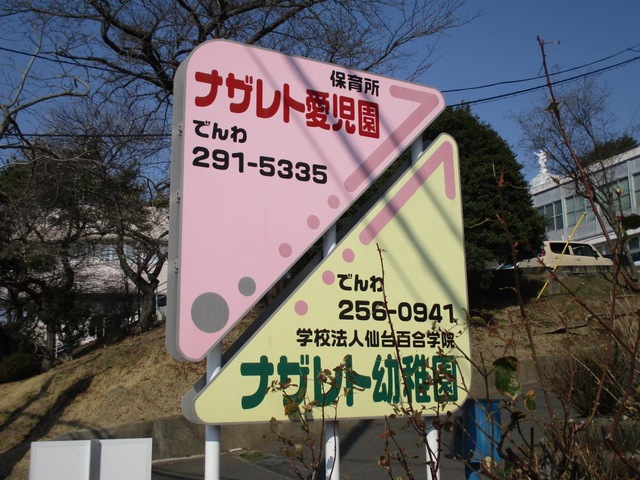 保育所
ナザレト愛児園
でんわ
291-5335
でんわ
256-0941
学校法人仙台百合学院
ナザレト幼稚園